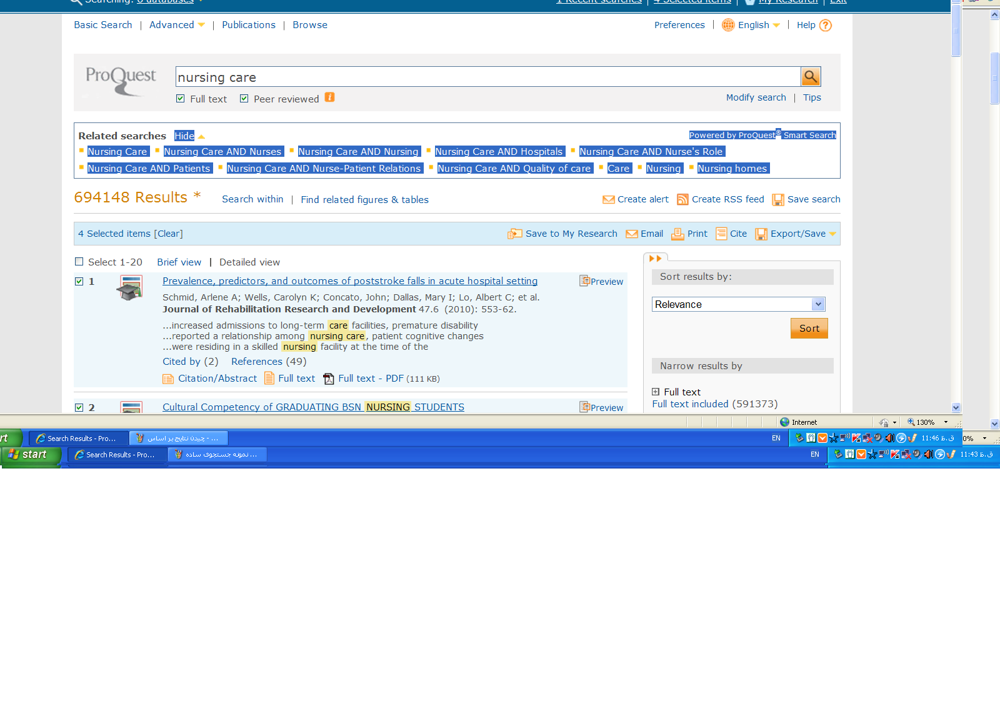 Searching: 6 databases
1 Recent searches | 4 Selected items | My Research | Exit
Basic Search | Advanced | Publications | Browse
Preferences | English | Help ?
ProQuest
nursing care
Full text Peer reviewed i
Modify search | Tips
Related searches Hide
Powered by ProQuest® Smart Search
Nursing Care Nursing Care AND Nurses Nursing Care AND Nursing Nursing Care AND Hospitals Nursing Care AND Nurse's Role
Nursing Care AND Patients Nursing Care AND Nurse-Patient Relations Nursing Care AND Quality of care Care Nursing Nursing homes
694148 Results * Search within | Find related figures & tables
Create alert Create RSS feed Save search
4 Selected items [Clear]
Save to My Research Email Print Cite Export/Save
Select 1-20 Brief view | Detailed view
1 Prevalence, predictors, and outcomes of poststroke falls in acute hospital setting
Preview
Schmid, Arlene A; Wells, Carolyn K; Concato, John; Dallas, Mary I; Lo, Albert C; et al.
Journal of Rehabilitation Research and Development 47.6 (2010): 553-62.
...increased admissions to long-term care facilities, premature disability
...reported a relationship among nursing care, patient cognitive changes
...were residing in a skilled nursing facility at the time of the
Cited by (2) References (49)
Citation/Abstract Full text Full text - PDF (111 KB)
2 Cultural Competency of GRADUATING BSN NURSING STUDENTS
Preview
Sort results by:
Relevance
Sort
Narrow results by
Full text
Full text included (591373)
Internet
130%
rt Search Results - Pro... چیدن نتایج بر اساس - ...
EN 11:46 ق.ظ
0%
start Search Results - Pro... نمونه جستجوی ساده ...
EN 11:43 ق.ظ